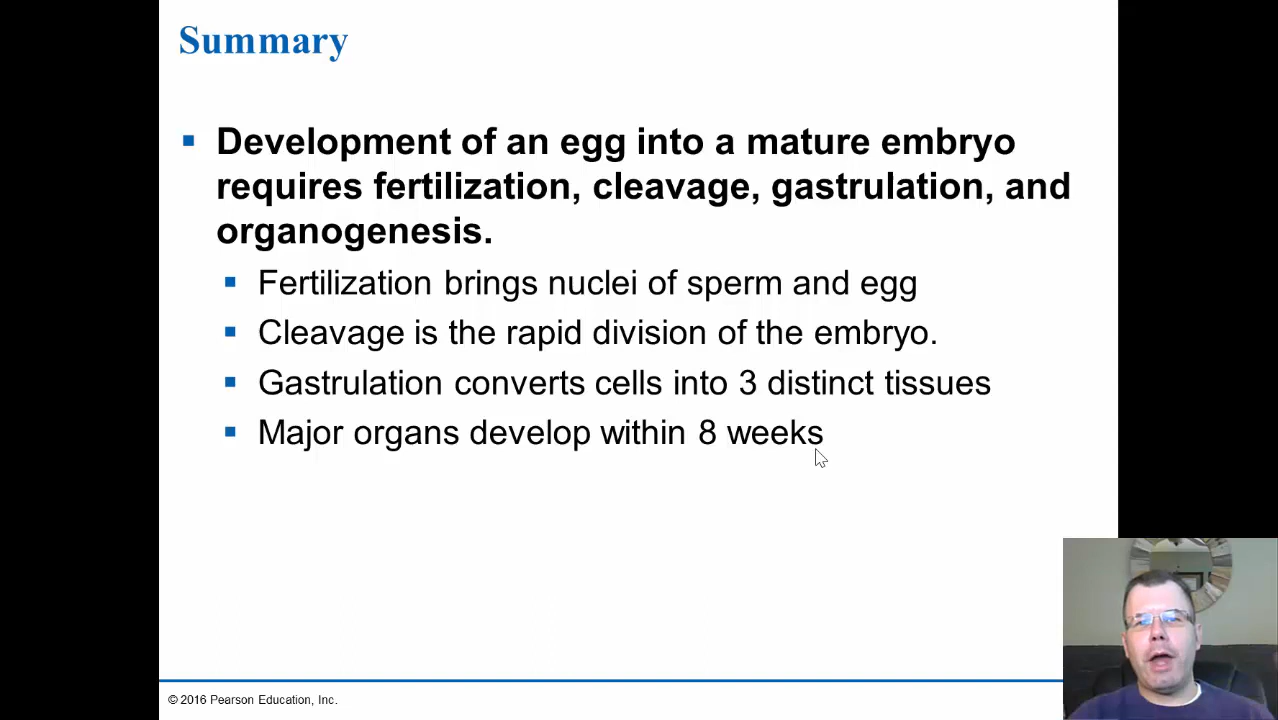 Summary
Development of an egg into a mature embryo
requires fertilization, cleavage, gastrulation, and
organogenesis.
Fertilization brings nuclei of sperm and egg
Cleavage is the rapid division of the embryo.
Gastrulation converts cells into 3 distinct tissues
Major organs develop within 8 weeks
© 2016 Pearson Education, Inc.